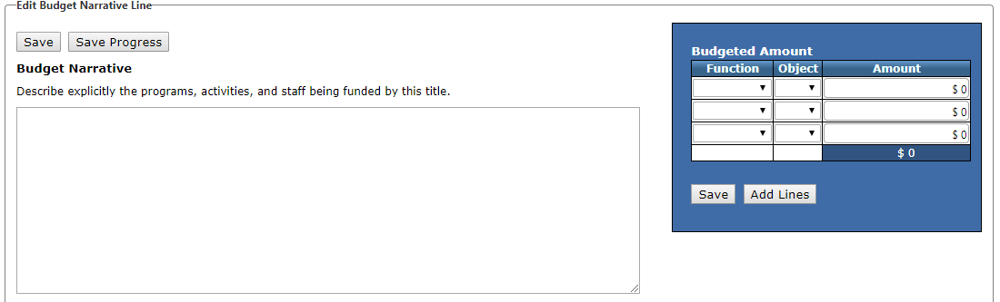 Edit Budget Narrative Line
Save Save Progress
Budget Narrative
Describe explicitly the programs, activities, and staff being funded by this title.
Budgeted Amount
Function Object Amount
$ 0
$ 0
$ 0
$ 0
Save Add Lines